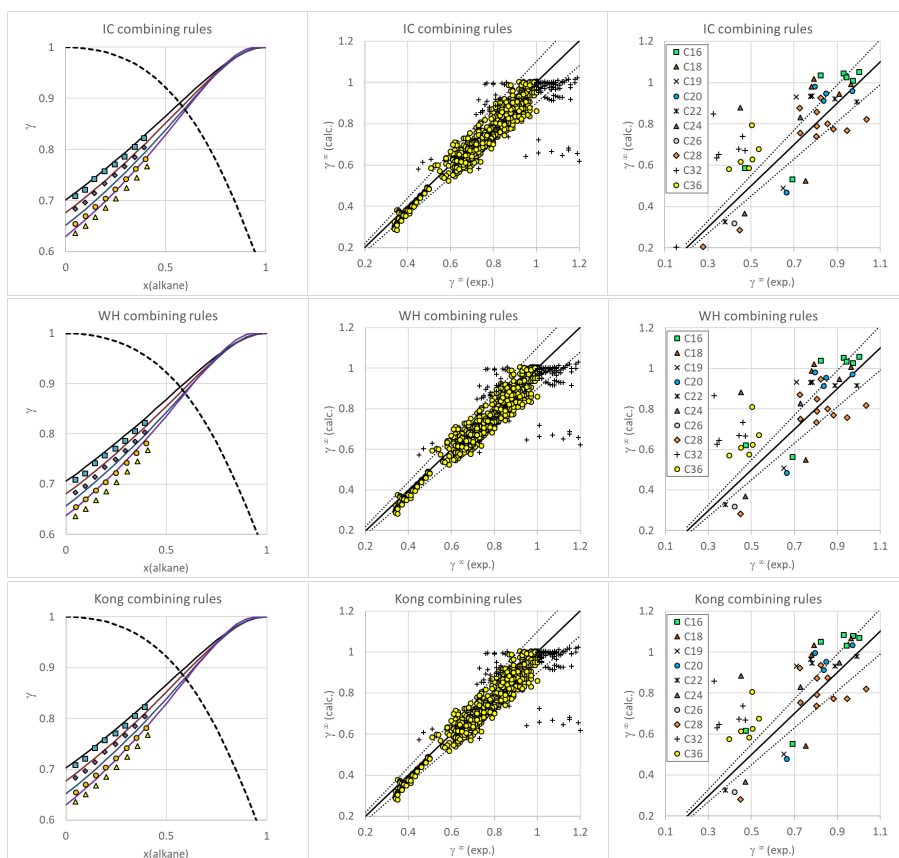 IC combining rules
1
0.9
0.8
0.7
0.6
γ
0
0.5
1
x(alkane)
IC combining rules
1.2
1
0.8
0.6
0.4
0.2
γ ∞ (calc.)
0.2
0.4
0.6
0.8
1
1.2
γ ∞ (exp.)
IC combining rules
1.2
1
0.8
0.6
0.4
0.2
γ ∞ (calc.)
C16
C18
C19
C20
C22
C24
C26
C28
C32
C36
0.1
0.3
0.5
0.7
0.9
1.1
γ ∞ (exp.)
WH combining rules
1
0.9
0.8
0.7
0.6
γ
0
0.5
1
x(alkane)
WH combining rules
1.2
1
0.8
0.6
0.4
0.2
γ ∞ (calc.)
0.2
0.4
0.6
0.8
1
1.2
γ ∞ (exp.)
WH combining rules
1.2
1
0.8
0.6
0.4
0.2
γ ∞ (calc.)
C16
C18
C19
C20
C22
C24
C26
C28
C32
C36
0.1
0.3
0.5
0.7
0.9
1.1
γ ∞ (exp.)
Kong combining rules
1
0.9
0.8
0.7
0.6
γ
0
0.5
1
x(alkane)
Kong combining rules
1.2
1
0.8
0.6
0.4
0.2
γ ∞ (calc.)
0.2
0.4
0.6
0.8
1
1.2
γ ∞ (exp.)
Kong combining rules
1.2
1
0.8
0.6
0.4
0.2
γ ∞ (calc.)
C16
C18
C19
C20
C22
C24
C26
C28
C32
C36
0.1
0.3
0.5
0.7
0.9
1.1
γ ∞ (exp.)